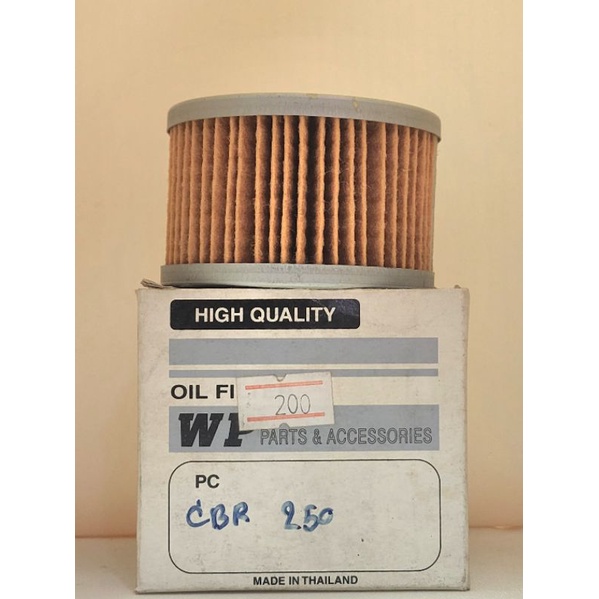 HIGH QUALITY
OIL FI
200
WP PARTS & ACCESSORIES
PC
CBR 250
MADE IN THAILAND